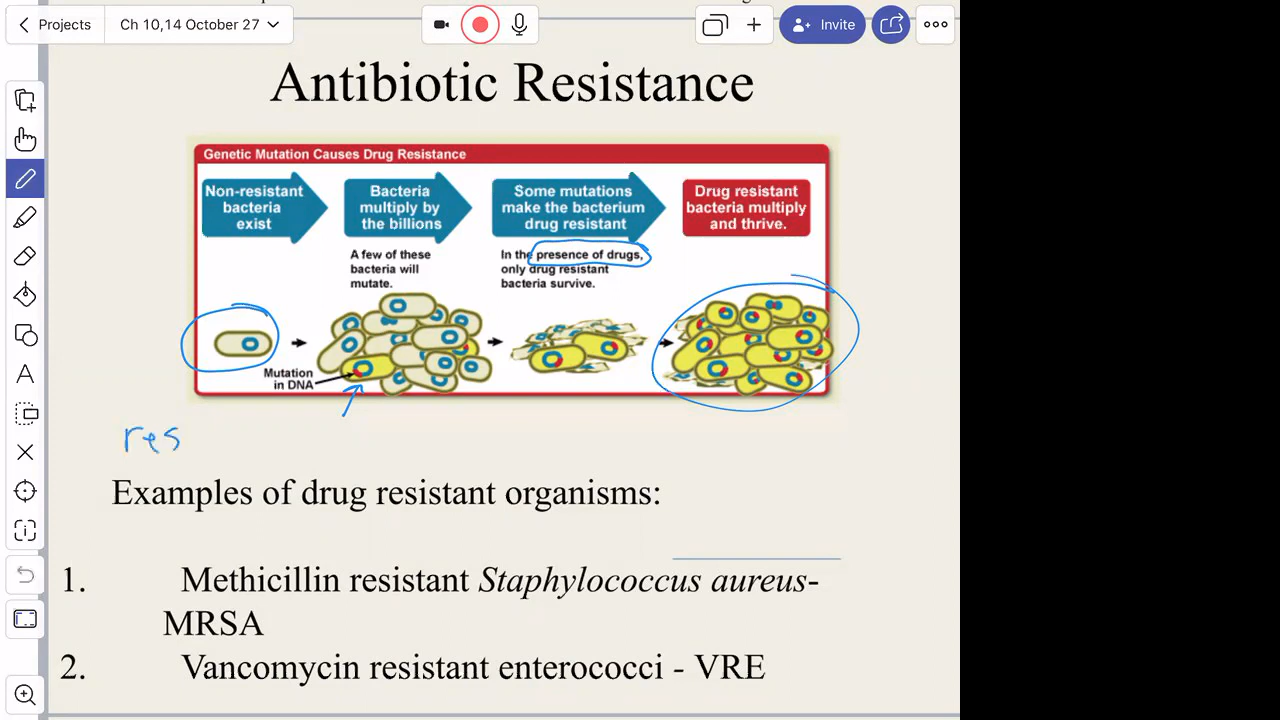 Projects
Ch 10,14 October 27
Invite
Antibiotic Resistance
Genetic Mutation Causes Drug Resistance
Non-resistant
bacteria
exist
Bacteria
multiply by
the billions
Some mutations
make the bacterium
drug resistant
Drug resistant
bacteria multiply
and thrive.
A few of these
bacteria will
mutate.
In the presence of drugs,
only drug resistant
bacteria survive.
Mutation
in DNA
res
Examples of drug resistant organisms:
1. Methicillin resistant Staphylococcus aureus-
MRSA
2. Vancomycin resistant enterococci - VRE